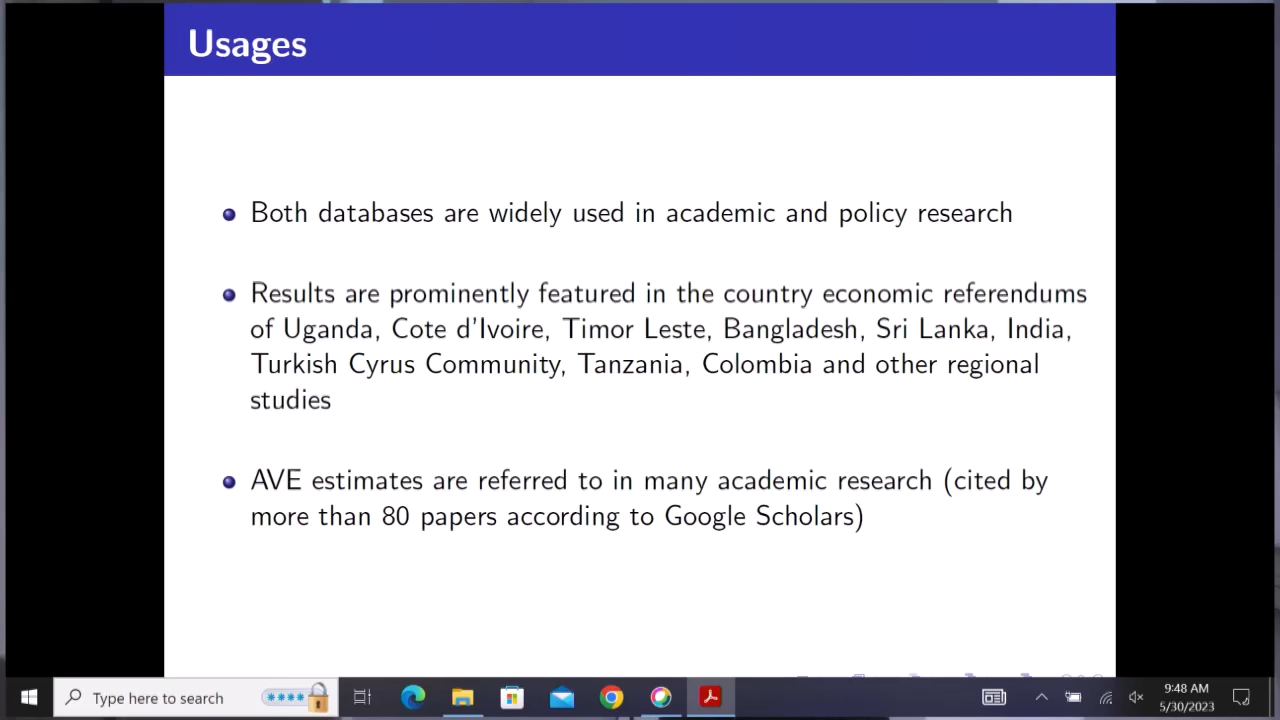 Usages
Both databases are widely used in academic and policy research
Results are prominently featured in the country economic referendums
of Uganda, Cote d'Ivoire, Timor Leste, Bangladesh, Sri Lanka, India,
Turkish Cyrus Community, Tanzania, Colombia and other regional
studies
AVE estimates are referred to in many academic research (cited by
more than 80 papers according to Google Scholars)
Type here to search
9:48 AM
5/30/2023